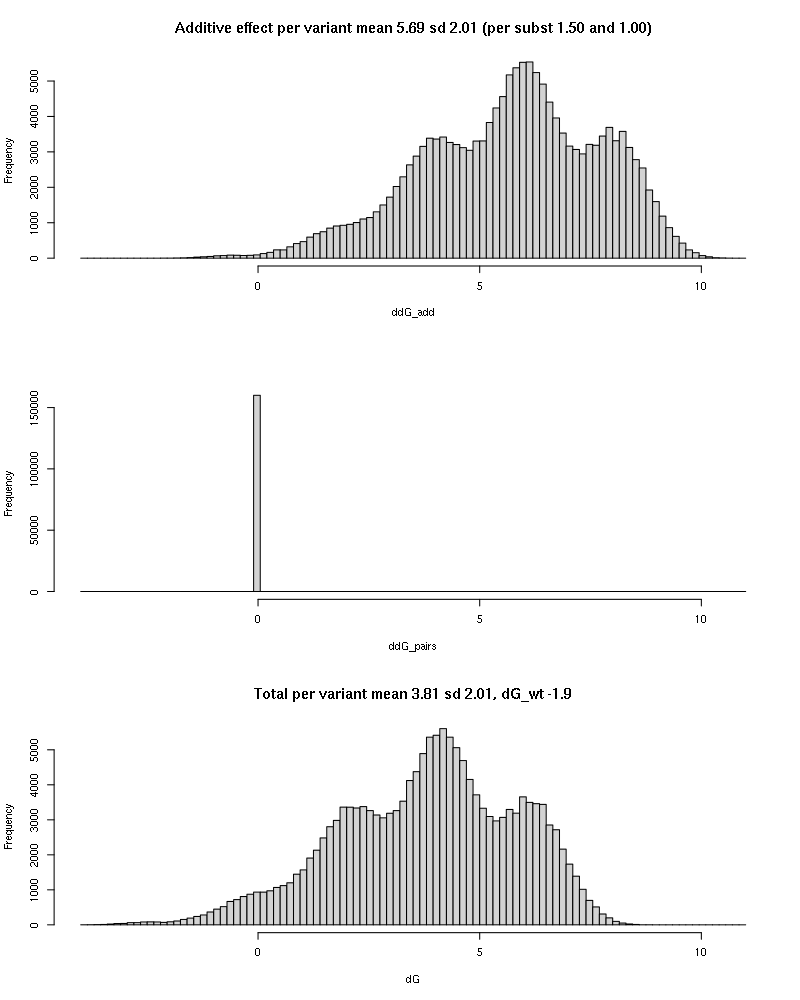 Additive effect per variant mean 5.69 sd 2.01 (per subst 1.50 and 1.00)
5000
4000
3000
2000
1000
0
Frequency
0 5 10
ddG_add
150000
100000
50000
0
Frequency
0 5 10
ddG_pairs
Total per variant mean 3.81 sd 2.01, dG_wt -1.9
5000
4000
3000
2000
1000
0
Frequency
0 5 10
dG